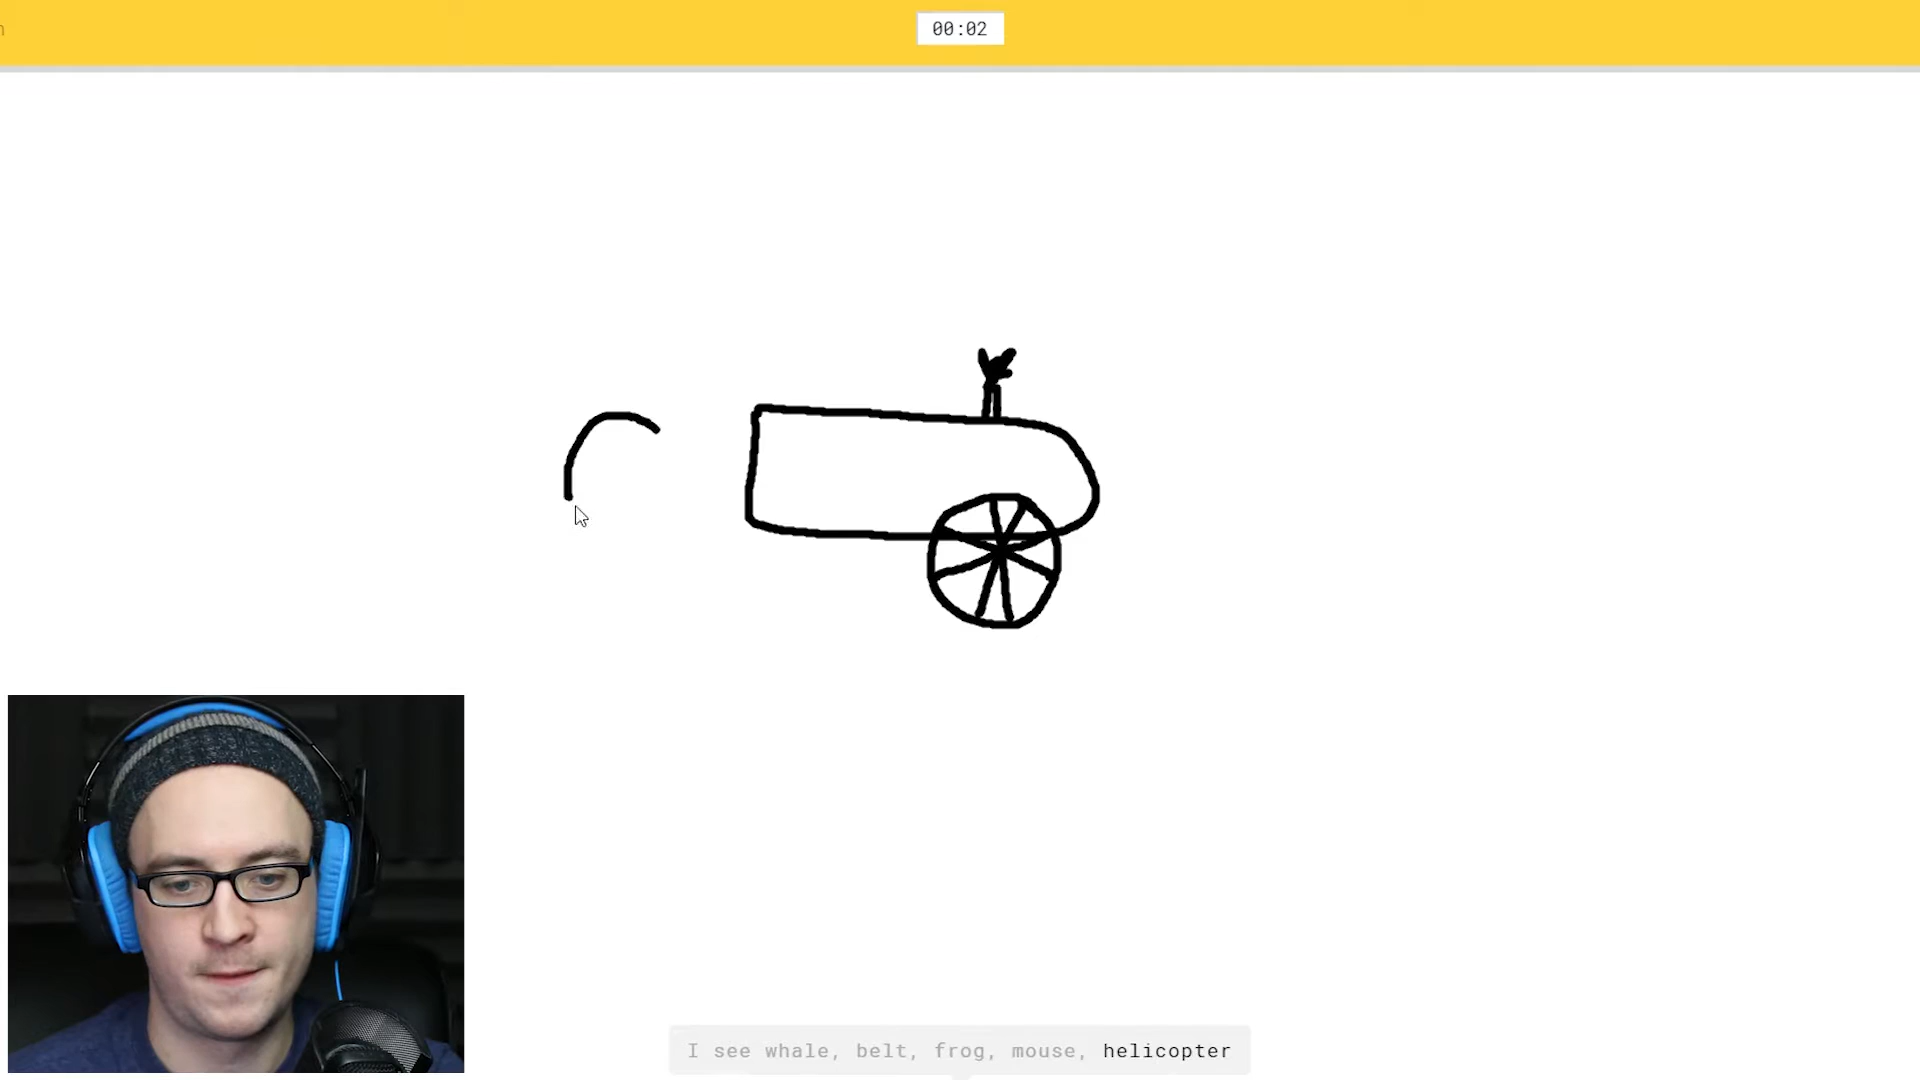 00:02
I see whale, belt, frog, mouse, helicopter